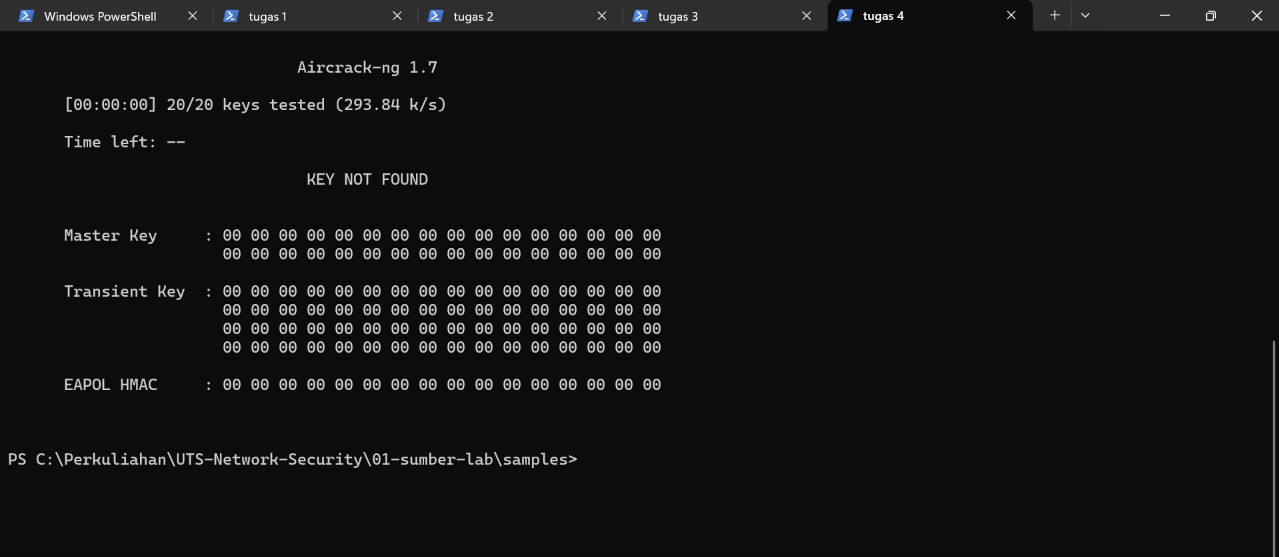 Windows PowerShell
tugas 1
tugas 2
tugas 3
tugas 4
Aircrack-ng 1.7
[00:00:00] 20/20 keys tested (293.84 k/s)
Time left: --
KEY NOT FOUND
Master Key     : 00 00 00 00 00 00 00 00 00 00 00 00 00 00 00 00
00 00 00 00 00 00 00 00 00 00 00 00 00 00 00 00
Transient Key  : 00 00 00 00 00 00 00 00 00 00 00 00 00 00 00 00
00 00 00 00 00 00 00 00 00 00 00 00 00 00 00 00
00 00 00 00 00 00 00 00 00 00 00 00 00 00 00 00
00 00 00 00 00 00 00 00 00 00 00 00 00 00 00 00
EAPOL HMAC     : 00 00 00 00 00 00 00 00 00 00 00 00 00 00 00 00
PS C:\Perkuliahan\UTS-Network-Security\01-sumber-lab\samples>